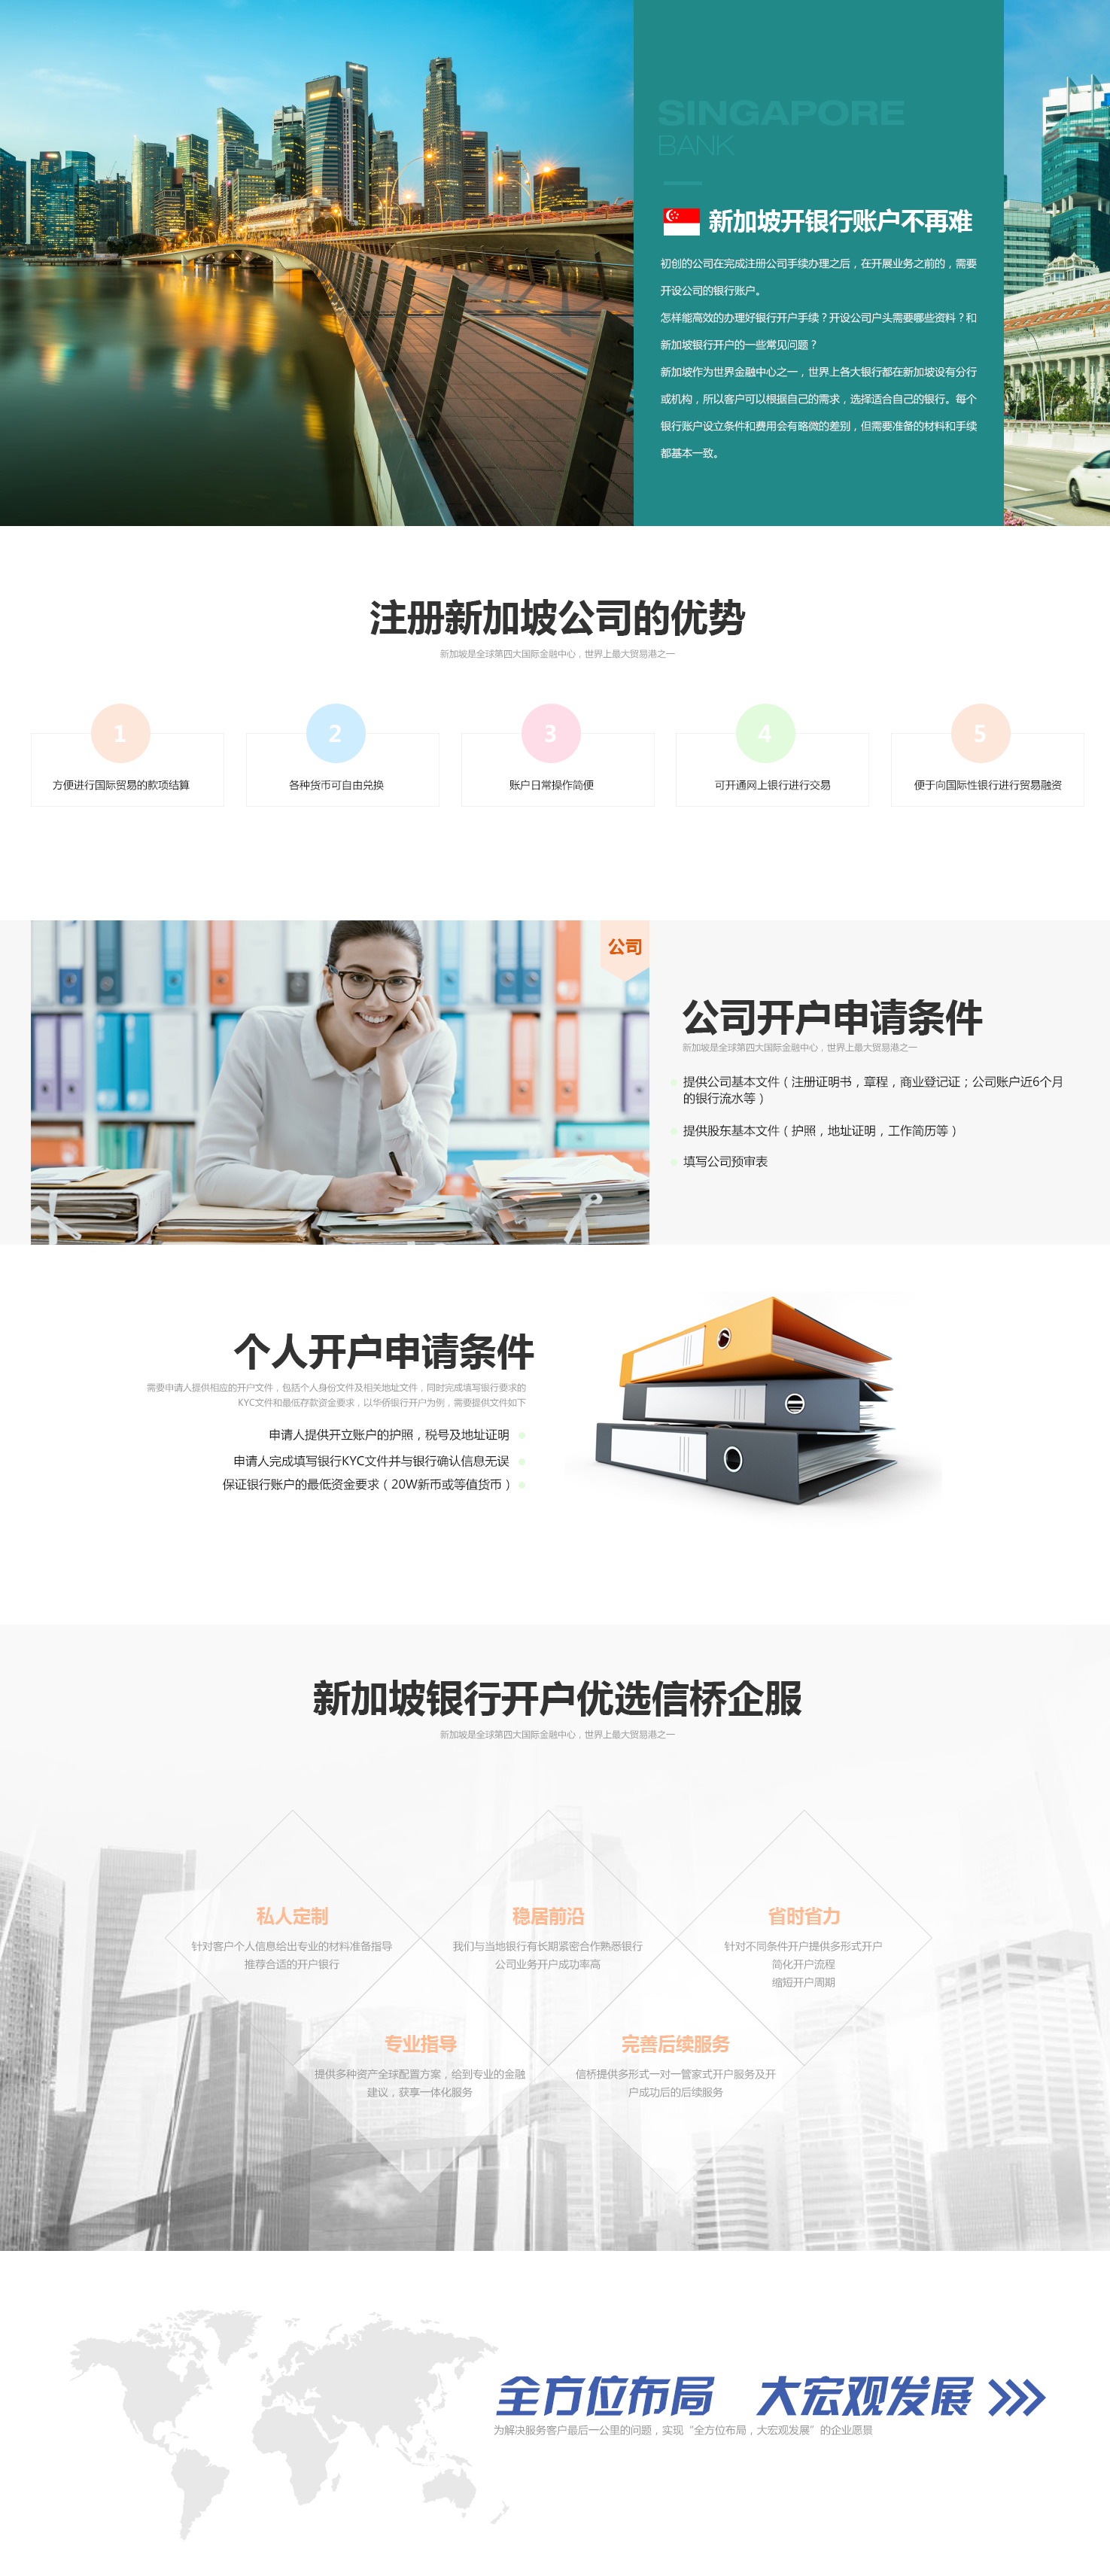 SINGAPORE
BANK
新加坡开银行账户不再难
初创的公司在完成注册公司手续办理之后，在开展业务之前的，需要
开设公司的银行账户。
怎样能高效的办理好银行开户手续？开设公司户头需要哪些资料？和
新加坡银行开户的一些常见问题？
新加坡作为世界金融中心之一，世界上各大银行都在新加坡设有分行
或机构，所以客户可以根据自己的需求，选择适合自己的银行。每个
银行账户设立条件和费用会有略微的差别，但需要准备的材料和手续
都基本一致。
注册新加坡公司的优势
新加坡是全球第四大国际金融中心，世界上最大贸易港之一
1
方便进行国际贸易的款项结算
2
各种货币可自由兑换
3
账户日常操作简便
4
可开通网上银行进行交易
5
便于向国际性银行进行贸易融资
公司
公司开户申请条件
新加坡是全球第四大国际金融中心，世界上最大贸易港之一
提供公司基本文件（注册证明书，章程，商业登记证；公司账户近6个月
的银行流水等）
提供股东基本文件（护照，地址证明，工作简历等）
填写公司预审表
个人开户申请条件
需要申请人提供相应的开户文件，包括个人身份文件及相关地址文件，同时完成填写银行要求的
KYC文件和最低存款资金要求，以华侨银行开户为例，需要提供文件如下
申请人提供开立账户的护照，税号及地址证明
申请人完成填写银行KYC文件并与银行确认信息无误
保证银行账户的最低资金要求（20W新币或等值货币）
新加坡银行开户优选信桥企服
新加坡是全球第四大国际金融中心，世界上最大贸易港之一
私人定制
针对客户个人信息给出专业的材料准备指导
推荐合适的开户银行
稳居前沿
我们与当地银行有长期紧密合作熟悉银行
公司业务开户成功率高
省时省力
针对不同条件开户提供多形式开户
简化开户流程
缩短开户周期
专业指导
提供多种资产全球配置方案，给到专业的金融
建议，获享一体化服务
完善后续服务
信桥提供多形式一对一管家式开户服务及开
户成功后的后续服务
全方位布局 大宏观发展
为解决服务客户最后一公里的问题，实现“全方位布局，大宏观发展”的企业愿景